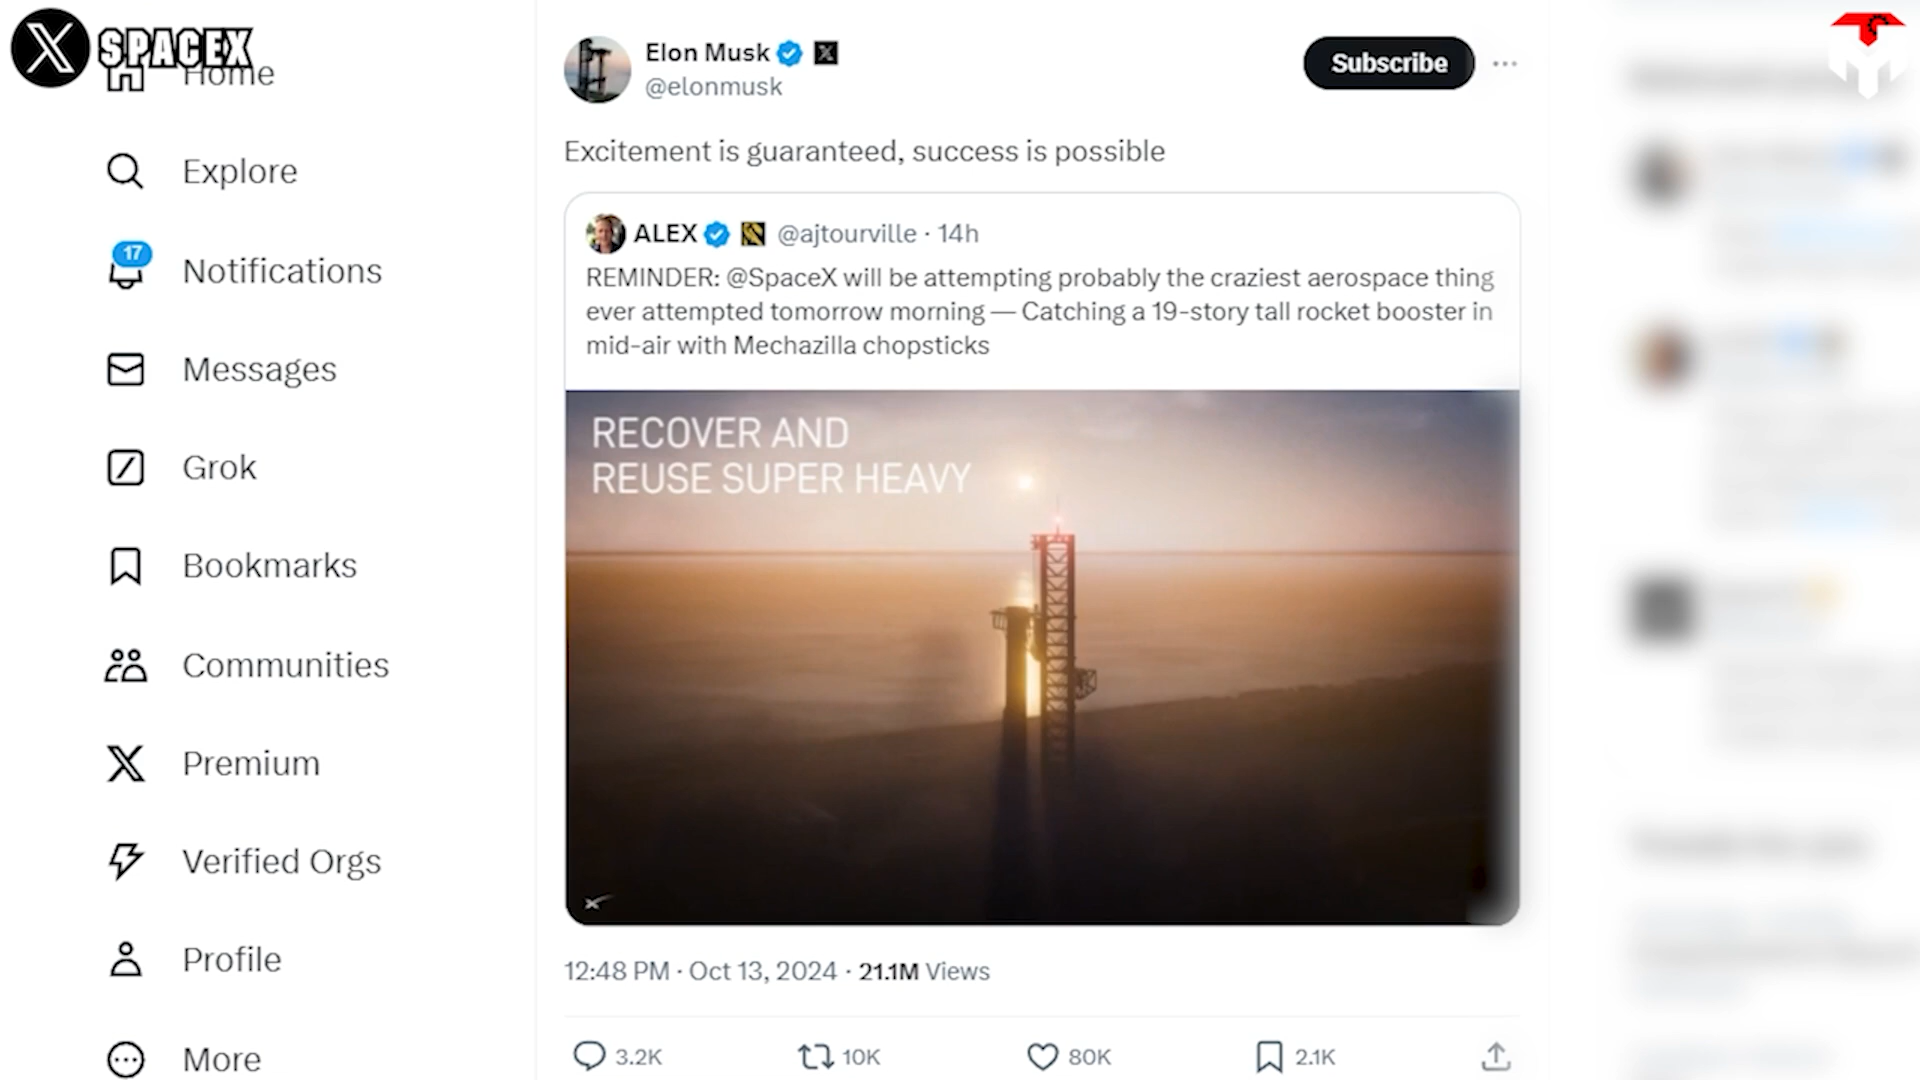 SPACEX
Home
Explore
17
Notifications
Messages
Grok
Bookmarks
Communities
Premium
Verified Orgs
Profile
More
Elon Musk
@elonmusk
Subscribe
Excitement is guaranteed, success is possible
ALEX @ajtourville · 14h
REMINDER: @SpaceX will be attempting probably the craziest aerospace thing
ever attempted tomorrow morning — Catching a 19-story tall rocket booster in
mid-air with Mechazilla chopsticks
RECOVER AND
REUSE SUPER HEAVY
12:48 PM · Oct 13, 2024 · 21.1M Views
3.2K 10K 80K 2.1K